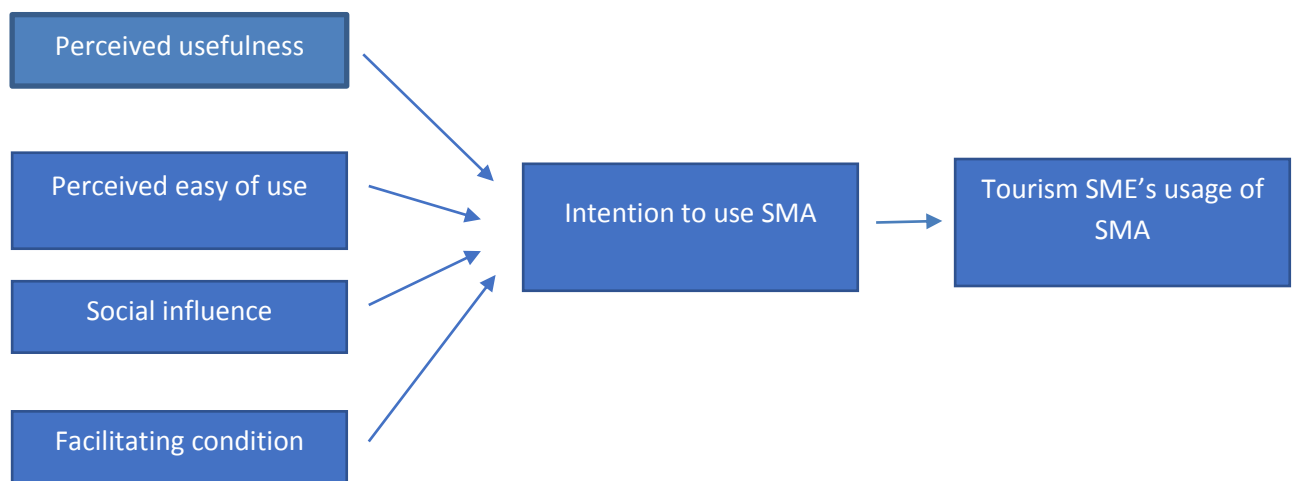 Perceived usefulness
Perceived easy of use
Social influence
Facilitating condition
Intention to use SMA
Tourism SME’s usage of
SMA